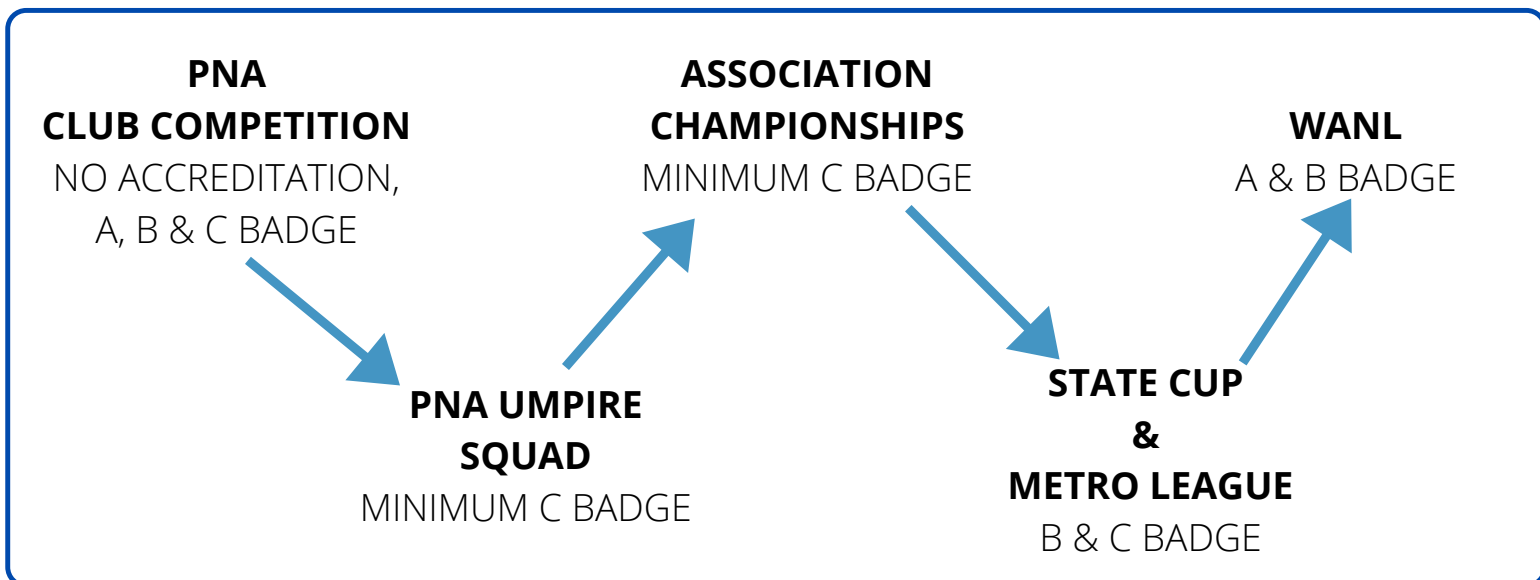 PNA
CLUB COMPETITION
NO ACCREDITATION,
A, B & C BADGE
PNA UMPIRE
SQUAD
MINIMUM C BADGE
ASSOCIATION
CHAMPIONSHIPS
MINIMUM C BADGE
STATE CUP
&
METRO LEAGUE
B & C BADGE
WANL
A & B BADGE